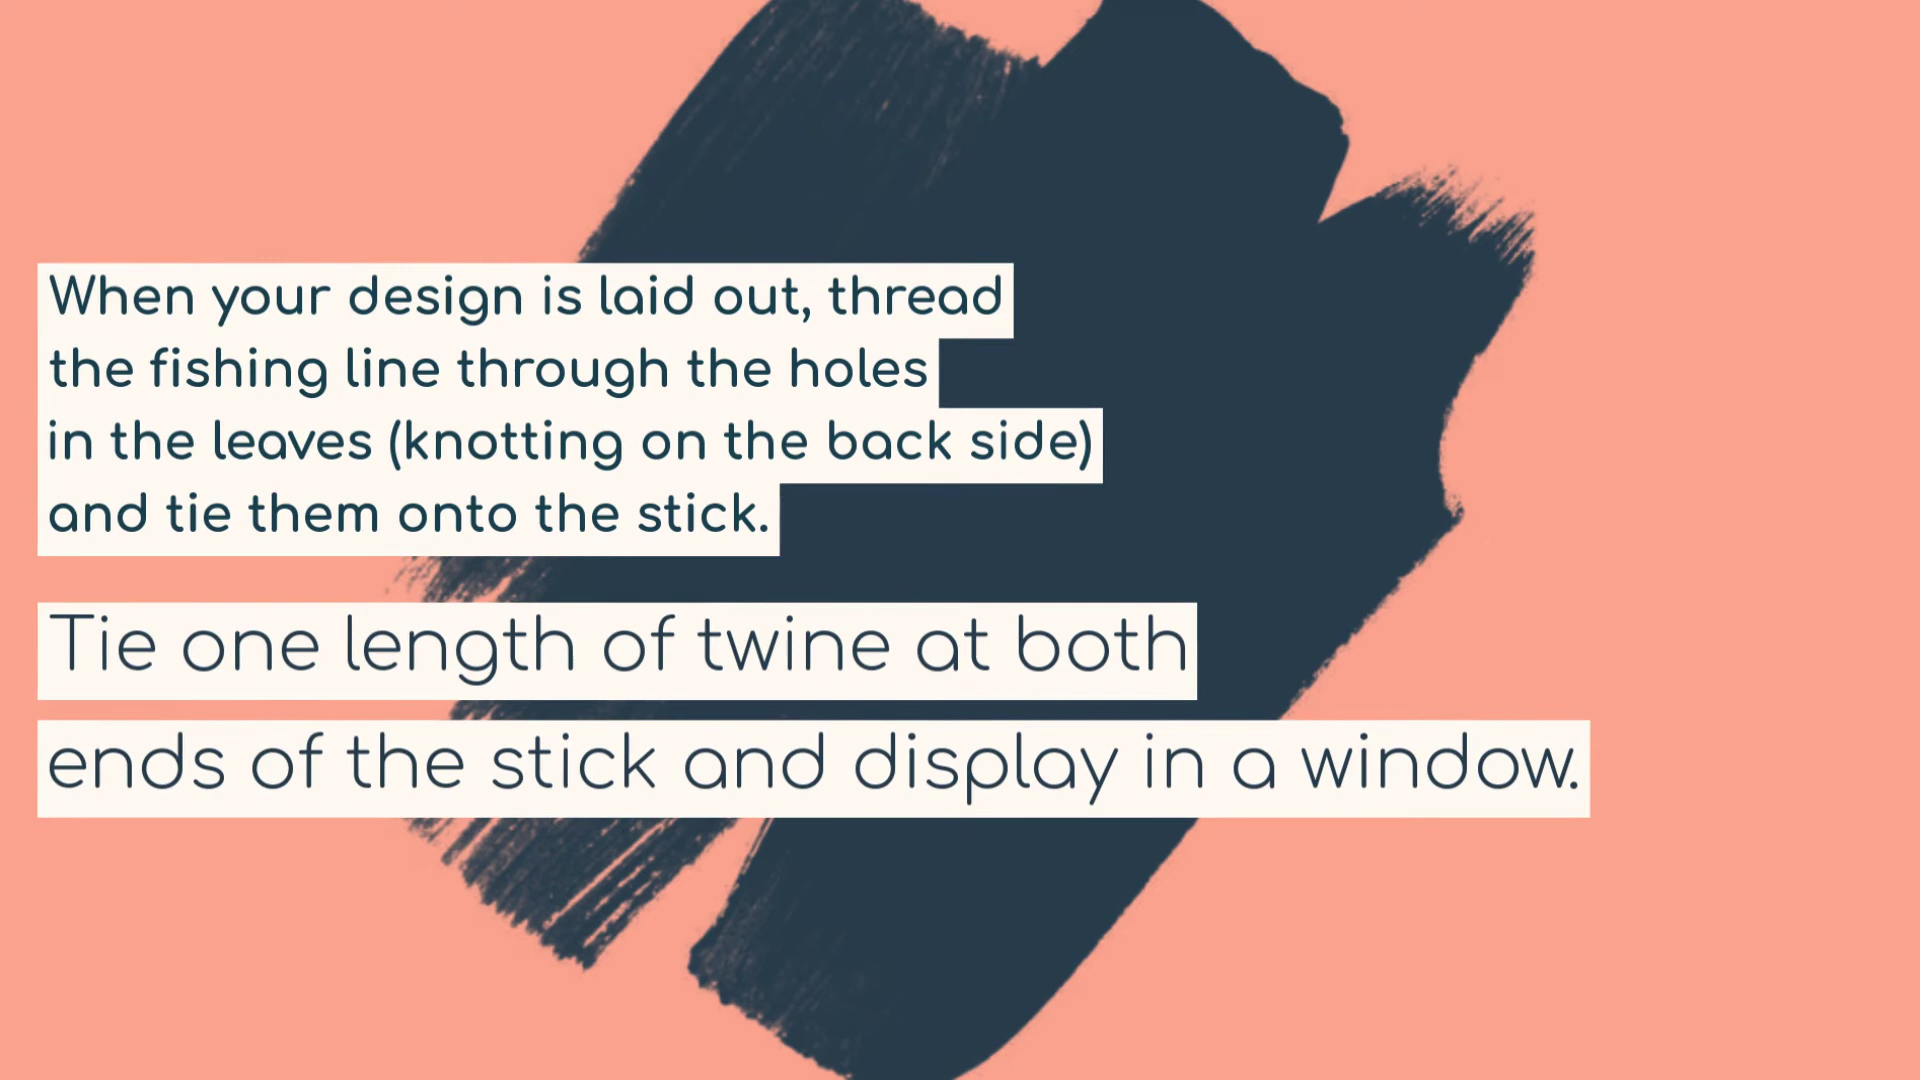 When your design is laid out, thread
the fishing line through the holes
in the leaves (knotting on the back side)
and tie them onto the stick.
Tie one length of twine at both
ends of the stick and display in a window.